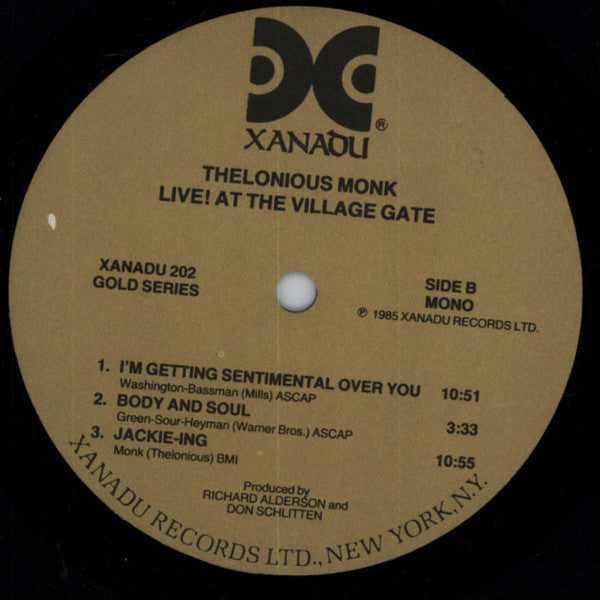 XANADU®
THELONIOUS MONK
LIVE! AT THE VILLAGE GATE
XANADU 202
GOLD SERIES
SIDE B
MONO
℗ 1985 XANADU RECORDS LTD.
1. I'M GETTING SENTIMENTAL OVER YOU 10:51
Washington-Bassman (Mills) ASCAP
2. BODY AND SOUL 3:33
Green-Sour-Heyman (Warner Bros.) ASCAP
3. JACKIE-ING 10:55
Monk (Thelonious) BMI
Produced by
RICHARD ALDERSON and
DON SCHLITTEN
XANADU RECORDS LTD., NEW YORK, N.Y.